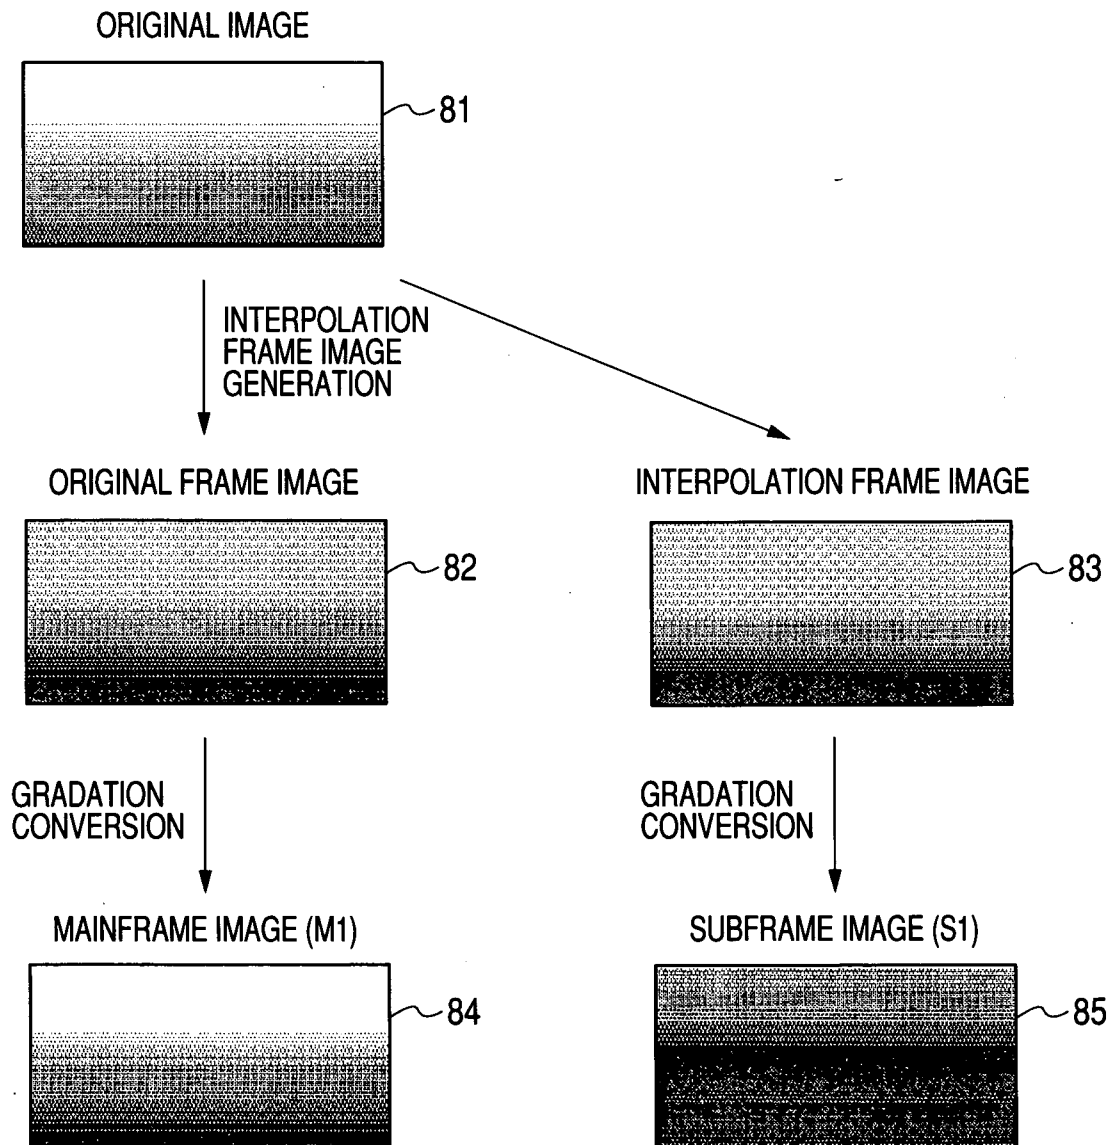 ORIGINAL IMAGE
81
INTERPOLATION
FRAME IMAGE
GENERATION
ORIGINAL FRAME IMAGE
INTERPOLATION FRAME IMAGE
82
83
GRADATION
CONVERSION
GRADATION
CONVERSION
MAINFRAME IMAGE (M1)
SUBFRAME IMAGE (S1)
84
85